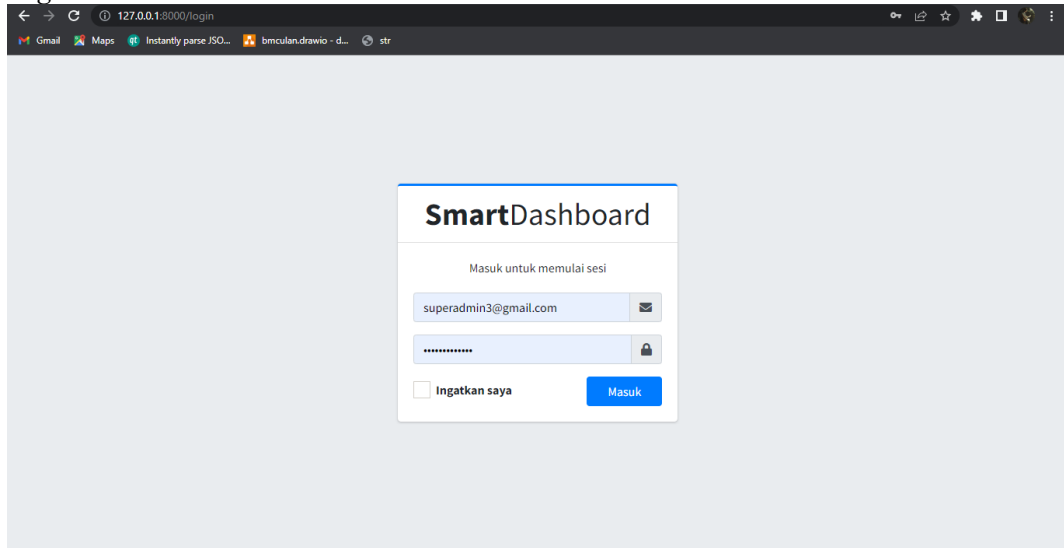 127.0.0.1:8000/login
Gmail Maps Instantly parse JSO... bmculan.drawio - d... str
SmartDashboard
Masuk untuk memulai sesi
superadmin3@gmail.com
•••••••••••••
Ingatkan saya Masuk